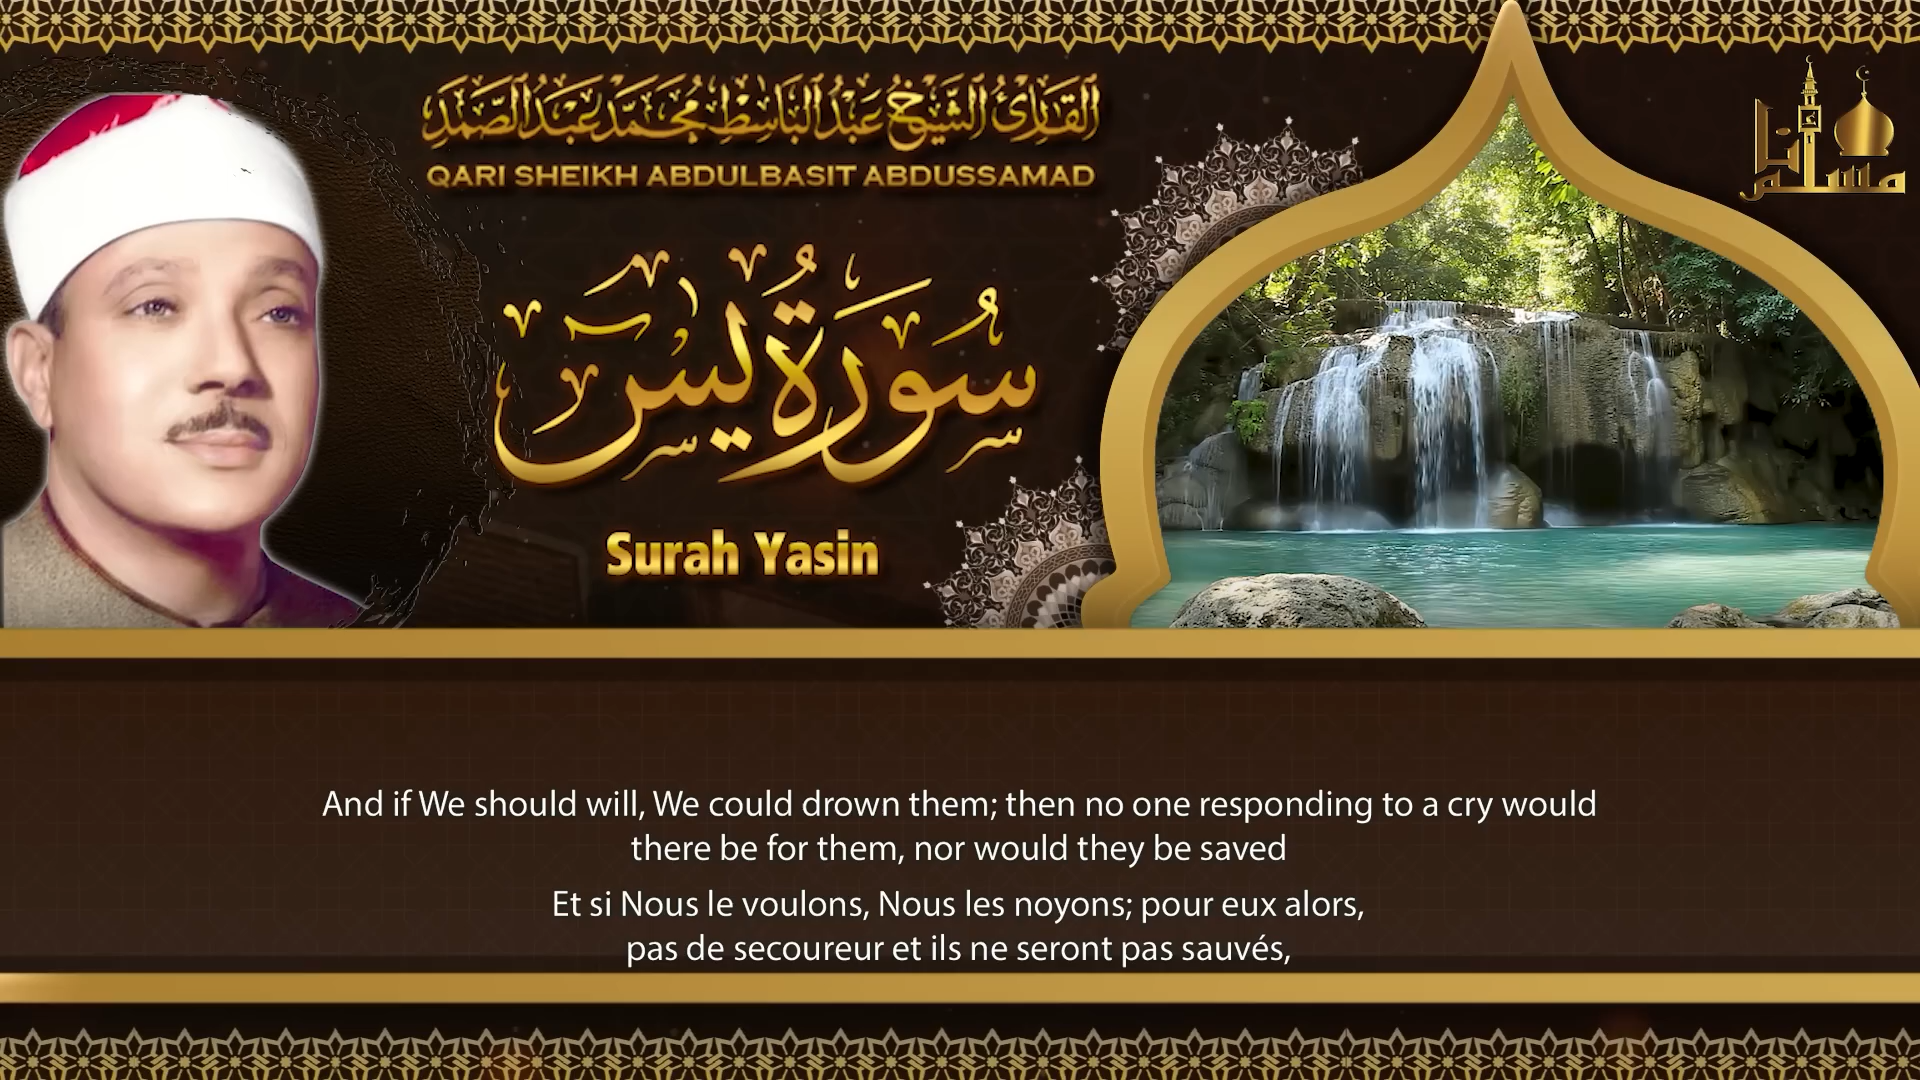 القارئ الشيخ عبد الباسط محمد عبد الصمد
QARI SHEIKH ABDULBASIT ABDUSSAMAD
سُورَة يس
Surah Yasin
أنا
مسلم
And if We should will, We could drown them; then no one responding to a cry would
there be for them, nor would they be saved
Et si Nous le voulons, Nous les noyons; pour eux alors,
pas de secoureur et ils ne seront pas sauvés,